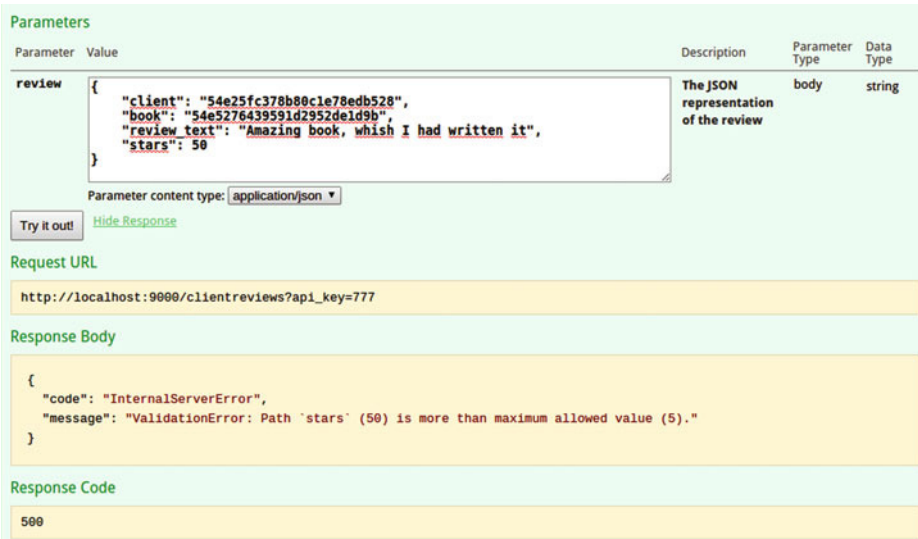 Parameters
Parameter Value Description Parameter Type Data Type
review
{
"client": "54e25fc378b80c1e78edb528",
"book": "54e5276439591d2952de1d9b",
"review_text": "Amazing book, whish I had written it",
"stars": 50
}
The JSON representation of the review
body
string
Parameter content type: application/json
Try it out! Hide Response
Request URL
http://localhost:9000/clientreviews?api_key=777
Response Body
{
"code": "InternalServerError",
"message": "ValidationError: Path `stars` (50) is more than maximum allowed value (5)."
}
Response Code
500